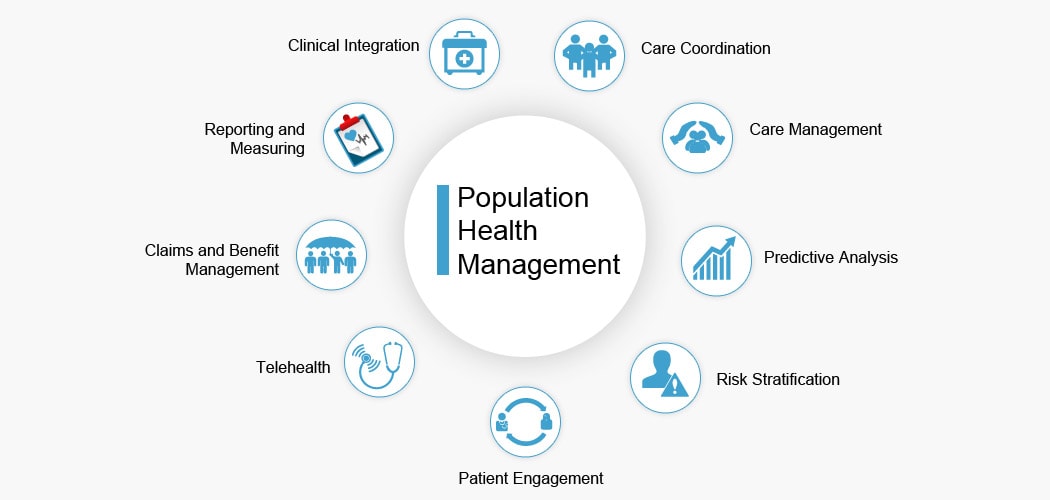 Clinical Integration
Care Coordination
Reporting and
Measuring
Care Management
Population
Health
Management
Claims and Benefit
Management
Predictive Analysis
Telehealth
Risk Stratification
Patient Engagement